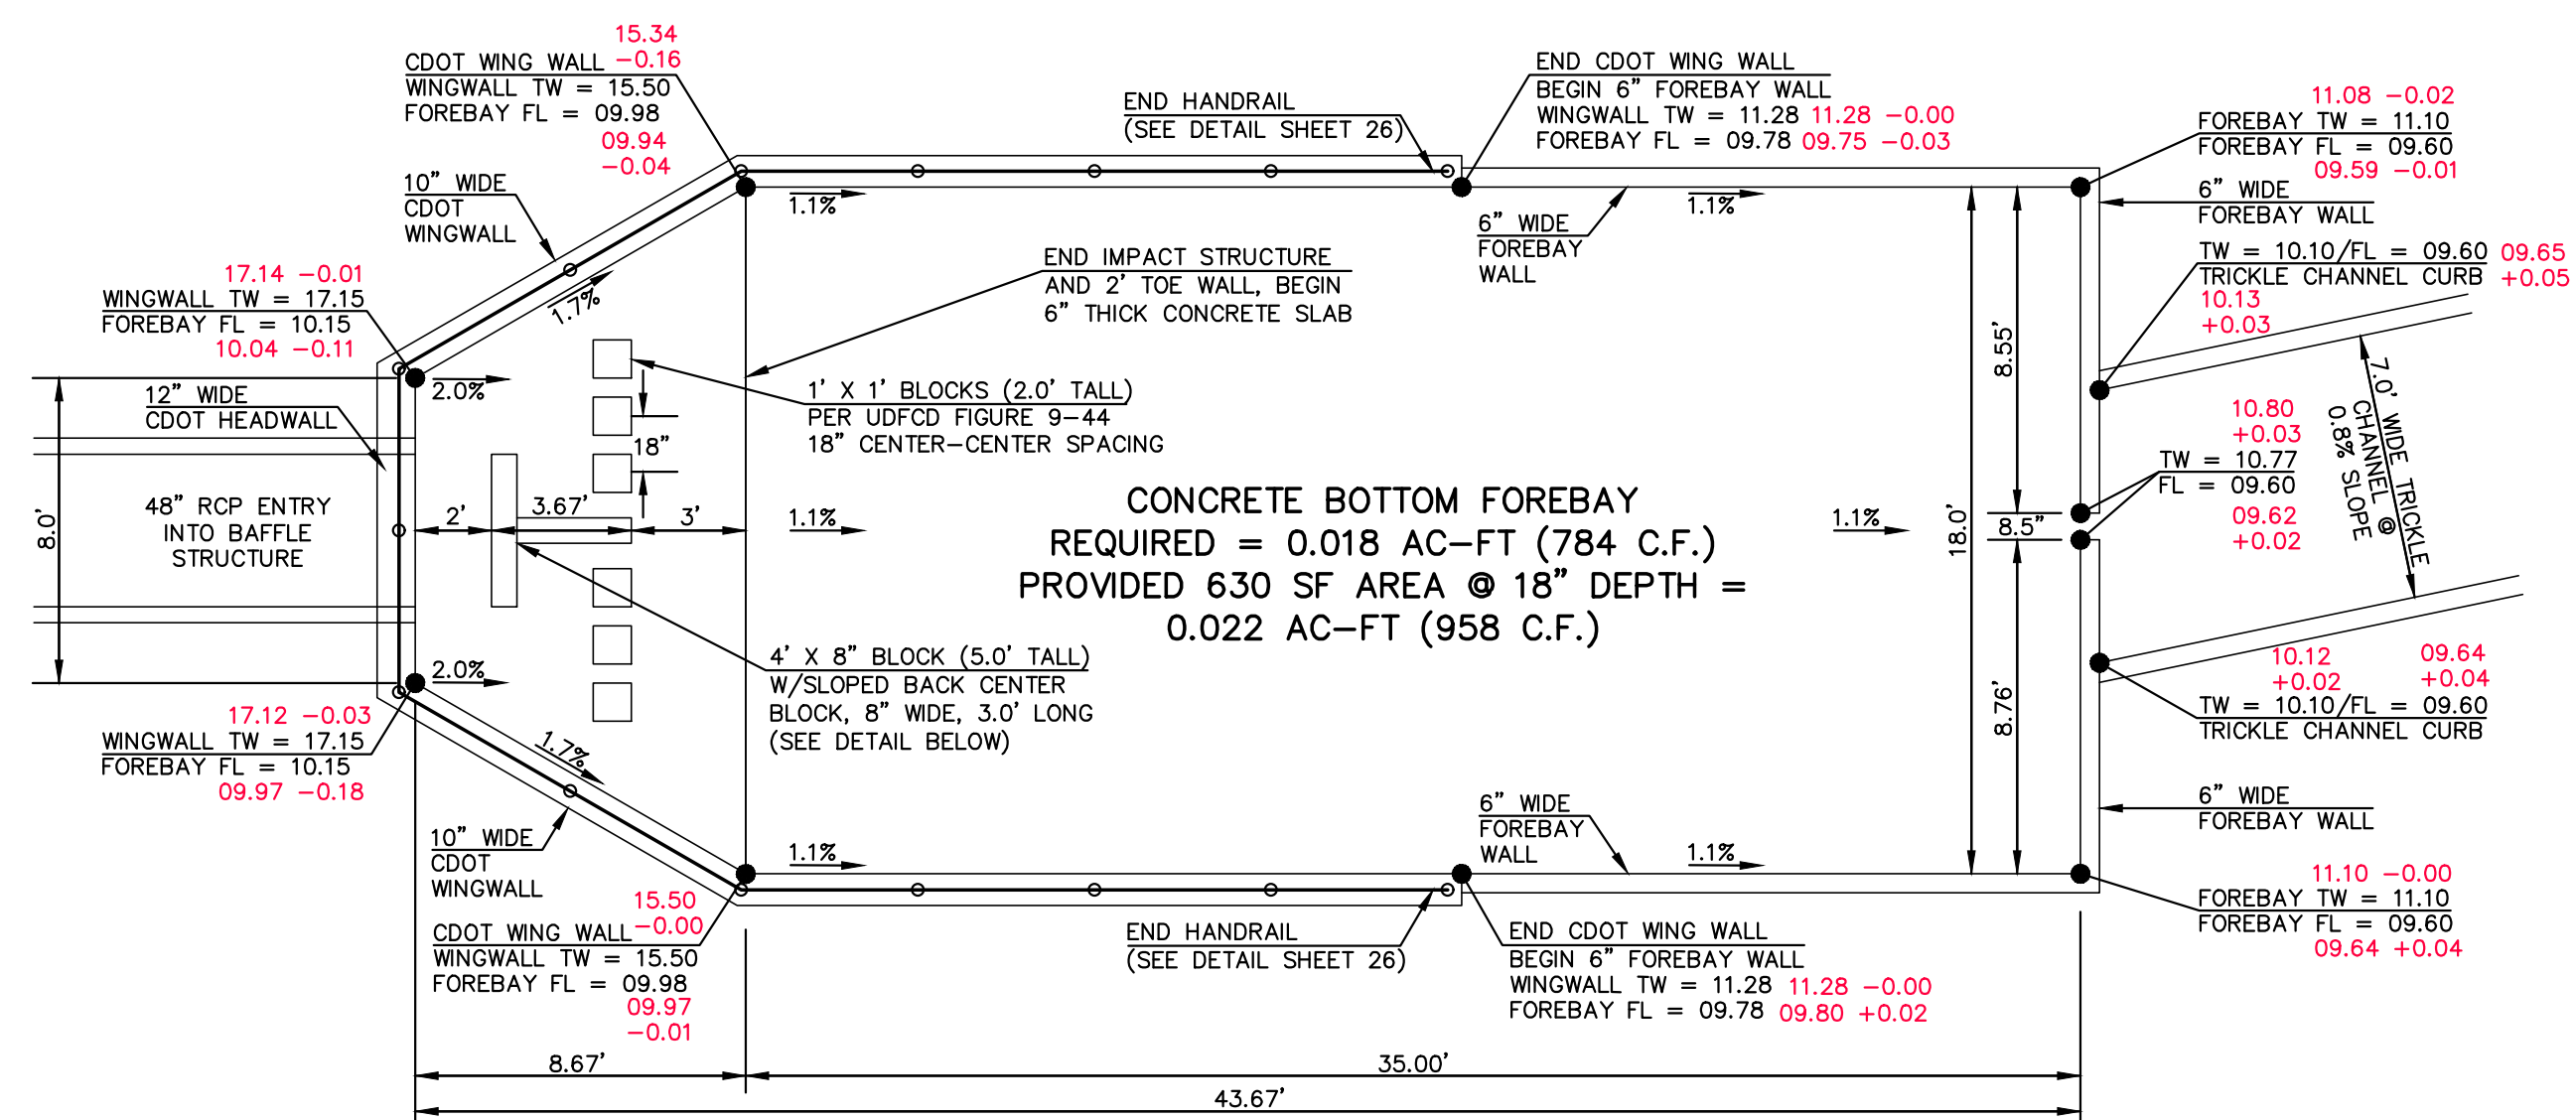 15.34
CDOT WING WALL -0.16
WINGWALL TW = 15.50
FOREBAY FL = 09.98
09.94
-0.04
10" WIDE
CDOT
WINGWALL
END HANDRAIL
(SEE DETAIL SHEET 26)
END CDOT WING WALL
BEGIN 6" FOREBAY WALL
WINGWALL TW = 11.28 11.28 -0.00
FOREBAY FL = 09.78 09.75 -0.03
11.08 -0.02
FOREBAY TW = 11.10
FOREBAY FL = 09.60
09.59 -0.01
6" WIDE
FOREBAY WALL
TW = 10.10/FL = 09.60 09.65
TRICKLE CHANNEL CURB +0.05
10.13
+0.03
1.1%
1.1%
6" WIDE
FOREBAY
WALL
END IMPACT STRUCTURE
AND 2' TOE WALL, BEGIN
6" THICK CONCRETE SLAB
17.14 -0.01
WINGWALL TW = 17.15
FOREBAY FL = 10.15
10.04 -0.11
1.7%
2.0%
12" WIDE
CDOT HEADWALL
1' X 1' BLOCKS (2.0' TALL)
PER UDFCD FIGURE 9-44
18" CENTER-CENTER SPACING
18"
8.55'
7.0' WIDE TRICKLE
CHANNEL @
0.8% SLOPE
10.80
+0.03
TW = 10.77
FL = 09.60
09.62
+0.02
48" RCP ENTRY
INTO BAFFLE
STRUCTURE
8.0'
2'
3.67'
3'
1.1%
CONCRETE BOTTOM FOREBAY
REQUIRED = 0.018 AC-FT (784 C.F.)
PROVIDED 630 SF AREA @ 18" DEPTH =
0.022 AC-FT (958 C.F.)
1.1%
18.0'
8.5"
8.76'
4' X 8" BLOCK (5.0' TALL)
W/SLOPED BACK CENTER
BLOCK, 8" WIDE, 3.0' LONG
(SEE DETAIL BELOW)
2.0%
17.12 -0.03
WINGWALL TW = 17.15
FOREBAY FL = 10.15
09.97 -0.18
1.7%
10.12 09.64
+0.02 +0.04
TW = 10.10/FL = 09.60
TRICKLE CHANNEL CURB
6" WIDE
FOREBAY WALL
10" WIDE
CDOT
WINGWALL
1.1%
6" WIDE
FOREBAY
WALL
1.1%
15.50
CDOT WING WALL -0.00
WINGWALL TW = 15.50
FOREBAY FL = 09.98
09.97
-0.01
END HANDRAIL
(SEE DETAIL SHEET 26)
END CDOT WING WALL
BEGIN 6" FOREBAY WALL
WINGWALL TW = 11.28 11.28 -0.00
FOREBAY FL = 09.78 09.80 +0.02
11.10 -0.00
FOREBAY TW = 11.10
FOREBAY FL = 09.60
09.64 +0.04
8.67'
35.00'
43.67'